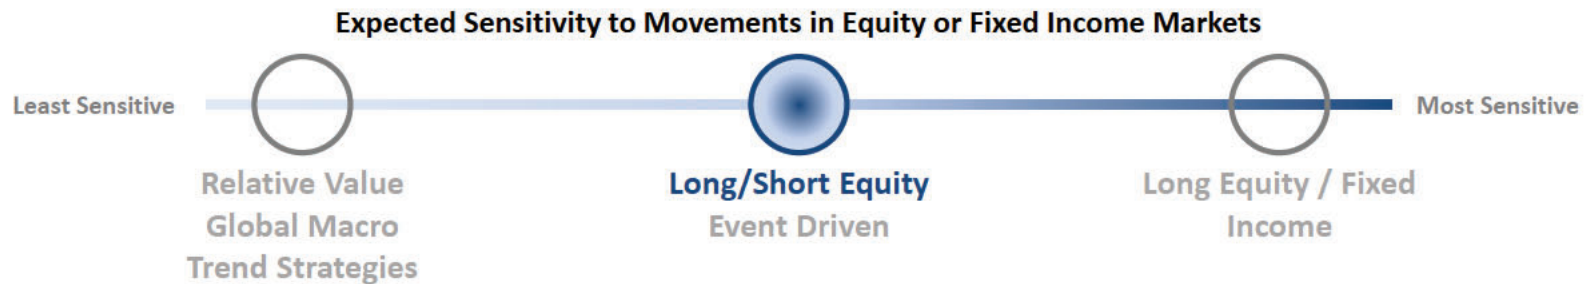 Expected Sensitivity to Movements in Equity or Fixed Income Markets
Least Sensitive
Most Sensitive
Relative Value
Global Macro
Trend Strategies
Long/Short Equity
Event Driven
Long Equity / Fixed
Income